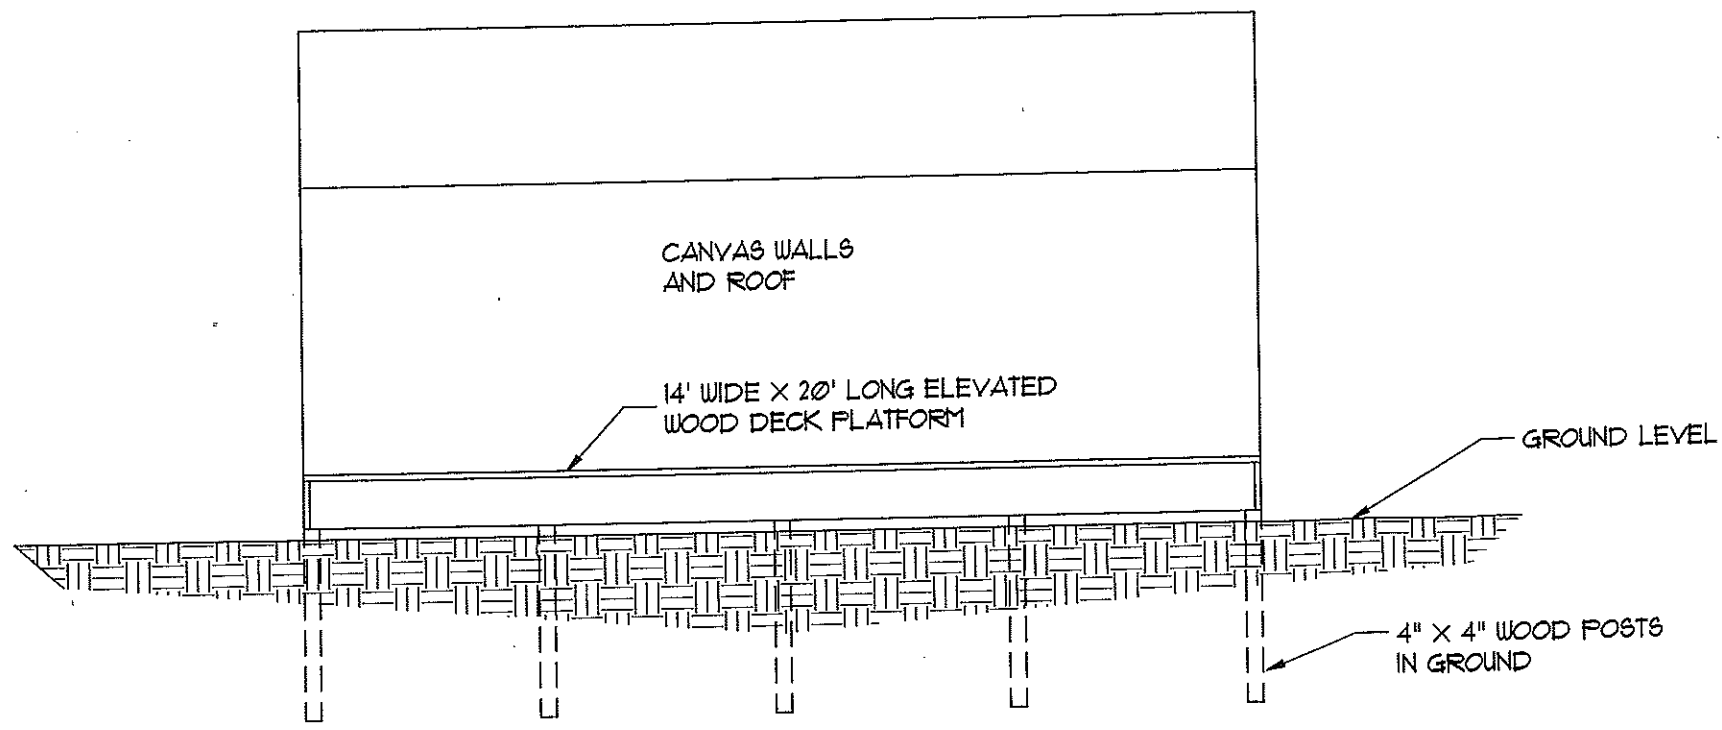 CANVAS WALLS
AND ROOF
14' WIDE X 20' LONG ELEVATED
WOOD DECK PLATFORM
GROUND LEVEL
4" X 4" WOOD POSTS
IN GROUND